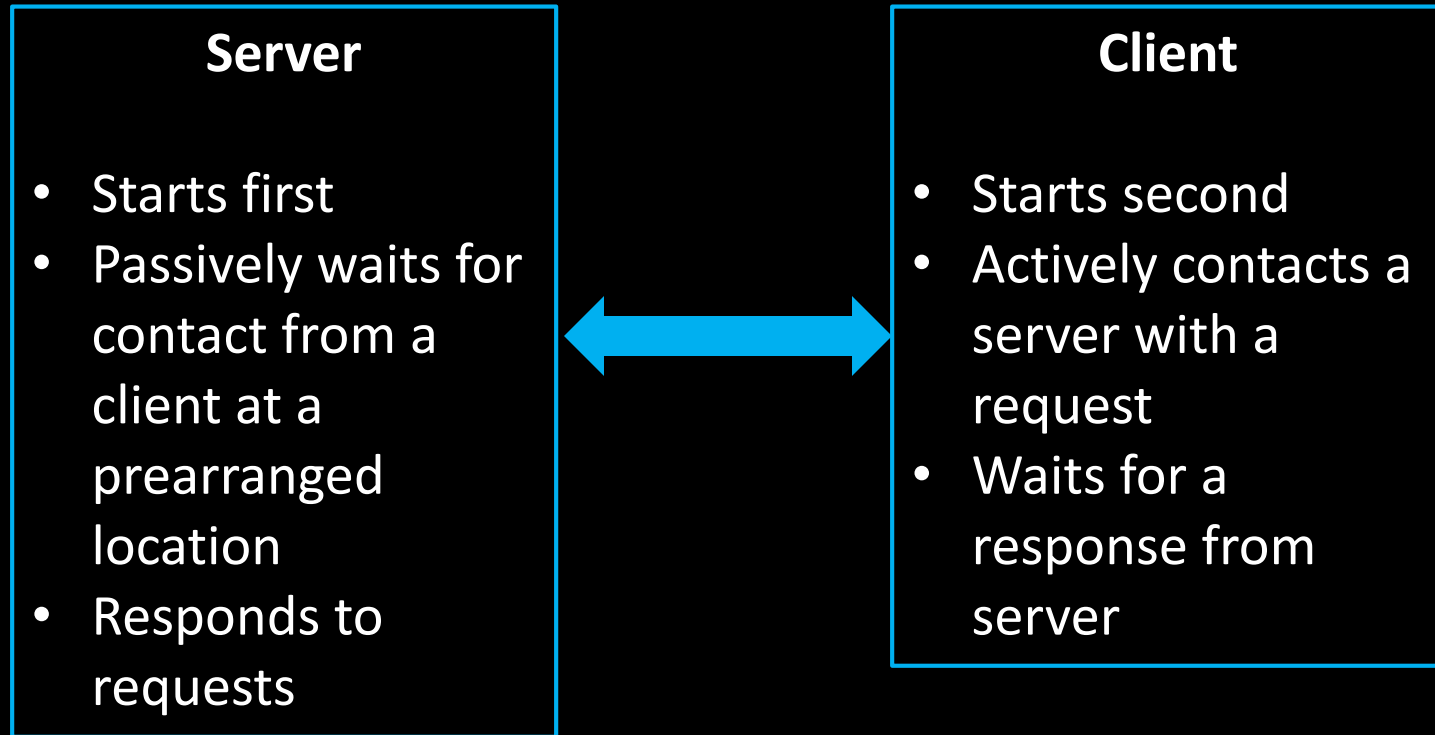 Server
• Starts first
• Passively waits for
contact from a
client at a
prearranged
location
• Responds to
requests
Client
• Starts second
• Actively contacts a
server with a
request
• Waits for a
response from
server